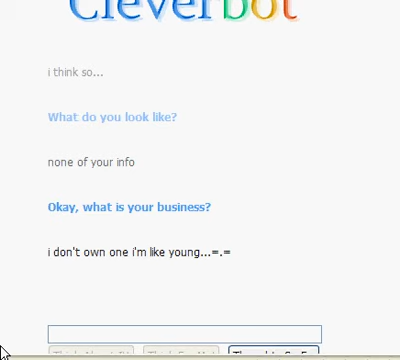 Cleverbot
i think so...
What do you look like?
none of your info
Okay, what is your business?
i don't own one i'm like young...=.=